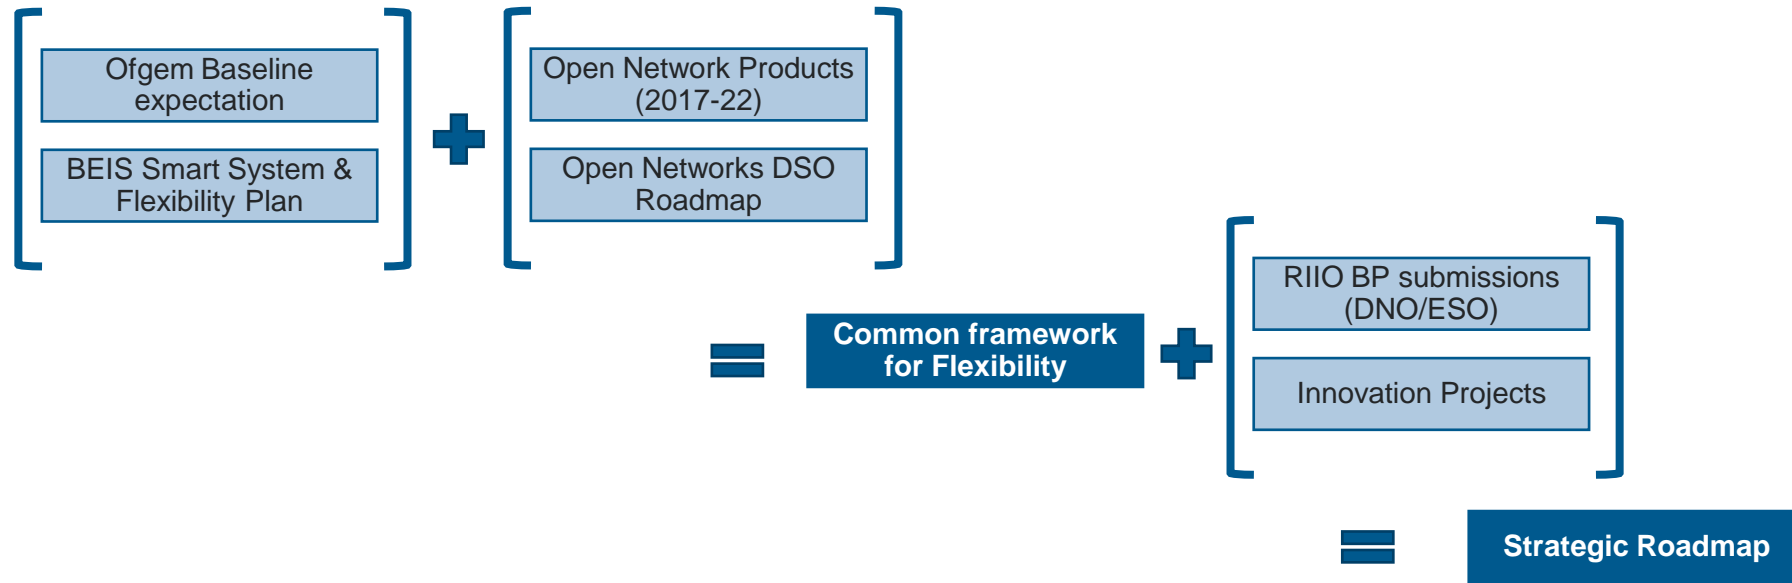 Ofgem Baseline
expectation
BEIS Smart System &
Flexibility Plan
Open Network Products
(2017-22)
Open Networks DSO
Roadmap
Common framework
for Flexibility
RIIO BP submissions
(DNO/ESO)
Innovation Projects
Strategic Roadmap